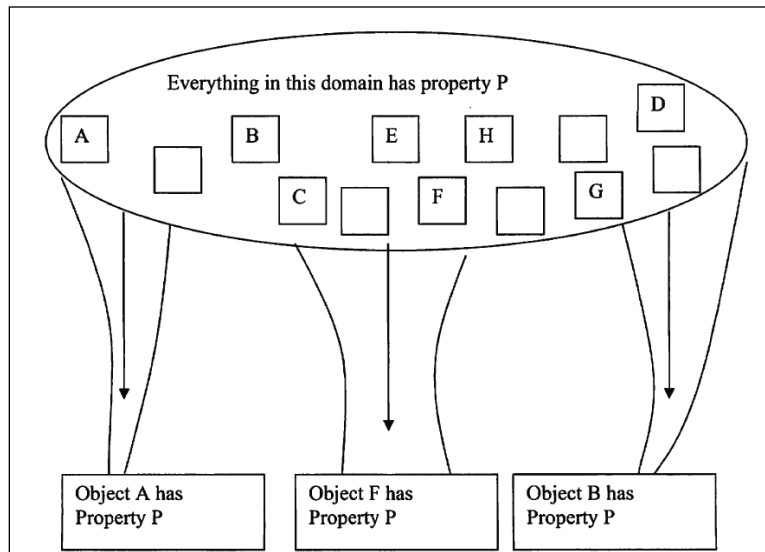 Everything in this domain has property P
D
A
B
E
H
C
F
G
Object A has
Property P
Object F has
Property P
Object B has
Property P